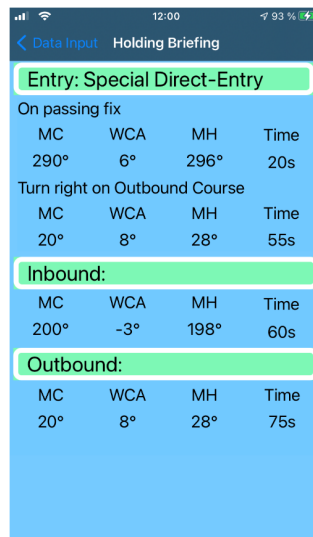 12:00 93 %
Data Input Holding Briefing
Entry: Special Direct-Entry
On passing fix
MC WCA MH Time
290° 6° 296° 20s
Turn right on Outbound Course
MC WCA MH Time
20° 8° 28° 55s
Inbound:
MC WCA MH Time
200° -3° 198° 60s
Outbound:
MC WCA MH Time
20° 8° 28° 75s